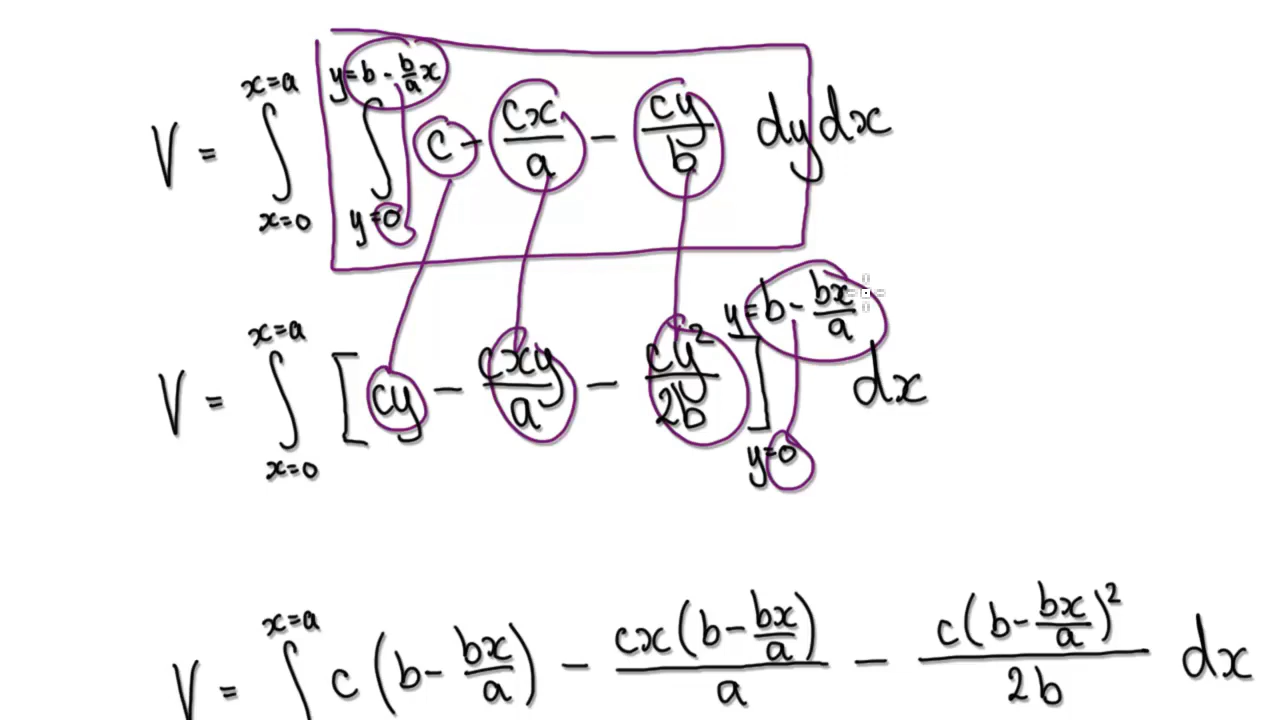 V = ∫_{x=0}^{x=a} ∫_{y=0}^{y=b-\frac{b}{a}x} c - \frac{cx}{a} - \frac{cy}{b} dy dx
V = ∫_{x=0}^{x=a} [ cy - \frac{cxy}{a} - \frac{cy^2}{2b} ]_{y=0}^{y=b-\frac{bx}{a}} dx
V = ∫^{x=a} c(b-\frac{bx}{a}) - \frac{cx(b-\frac{bx}{a})}{a} - \frac{c(b-\frac{bx}{a})^2}{2b} dx